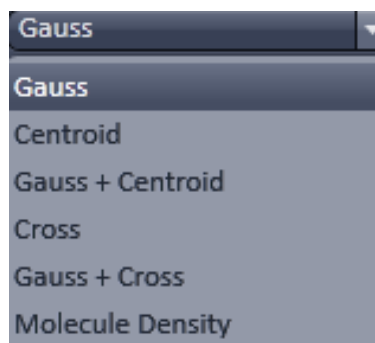 Gauss
Gauss
Centroid
Gauss + Centroid
Cross
Gauss + Cross
Molecule Density